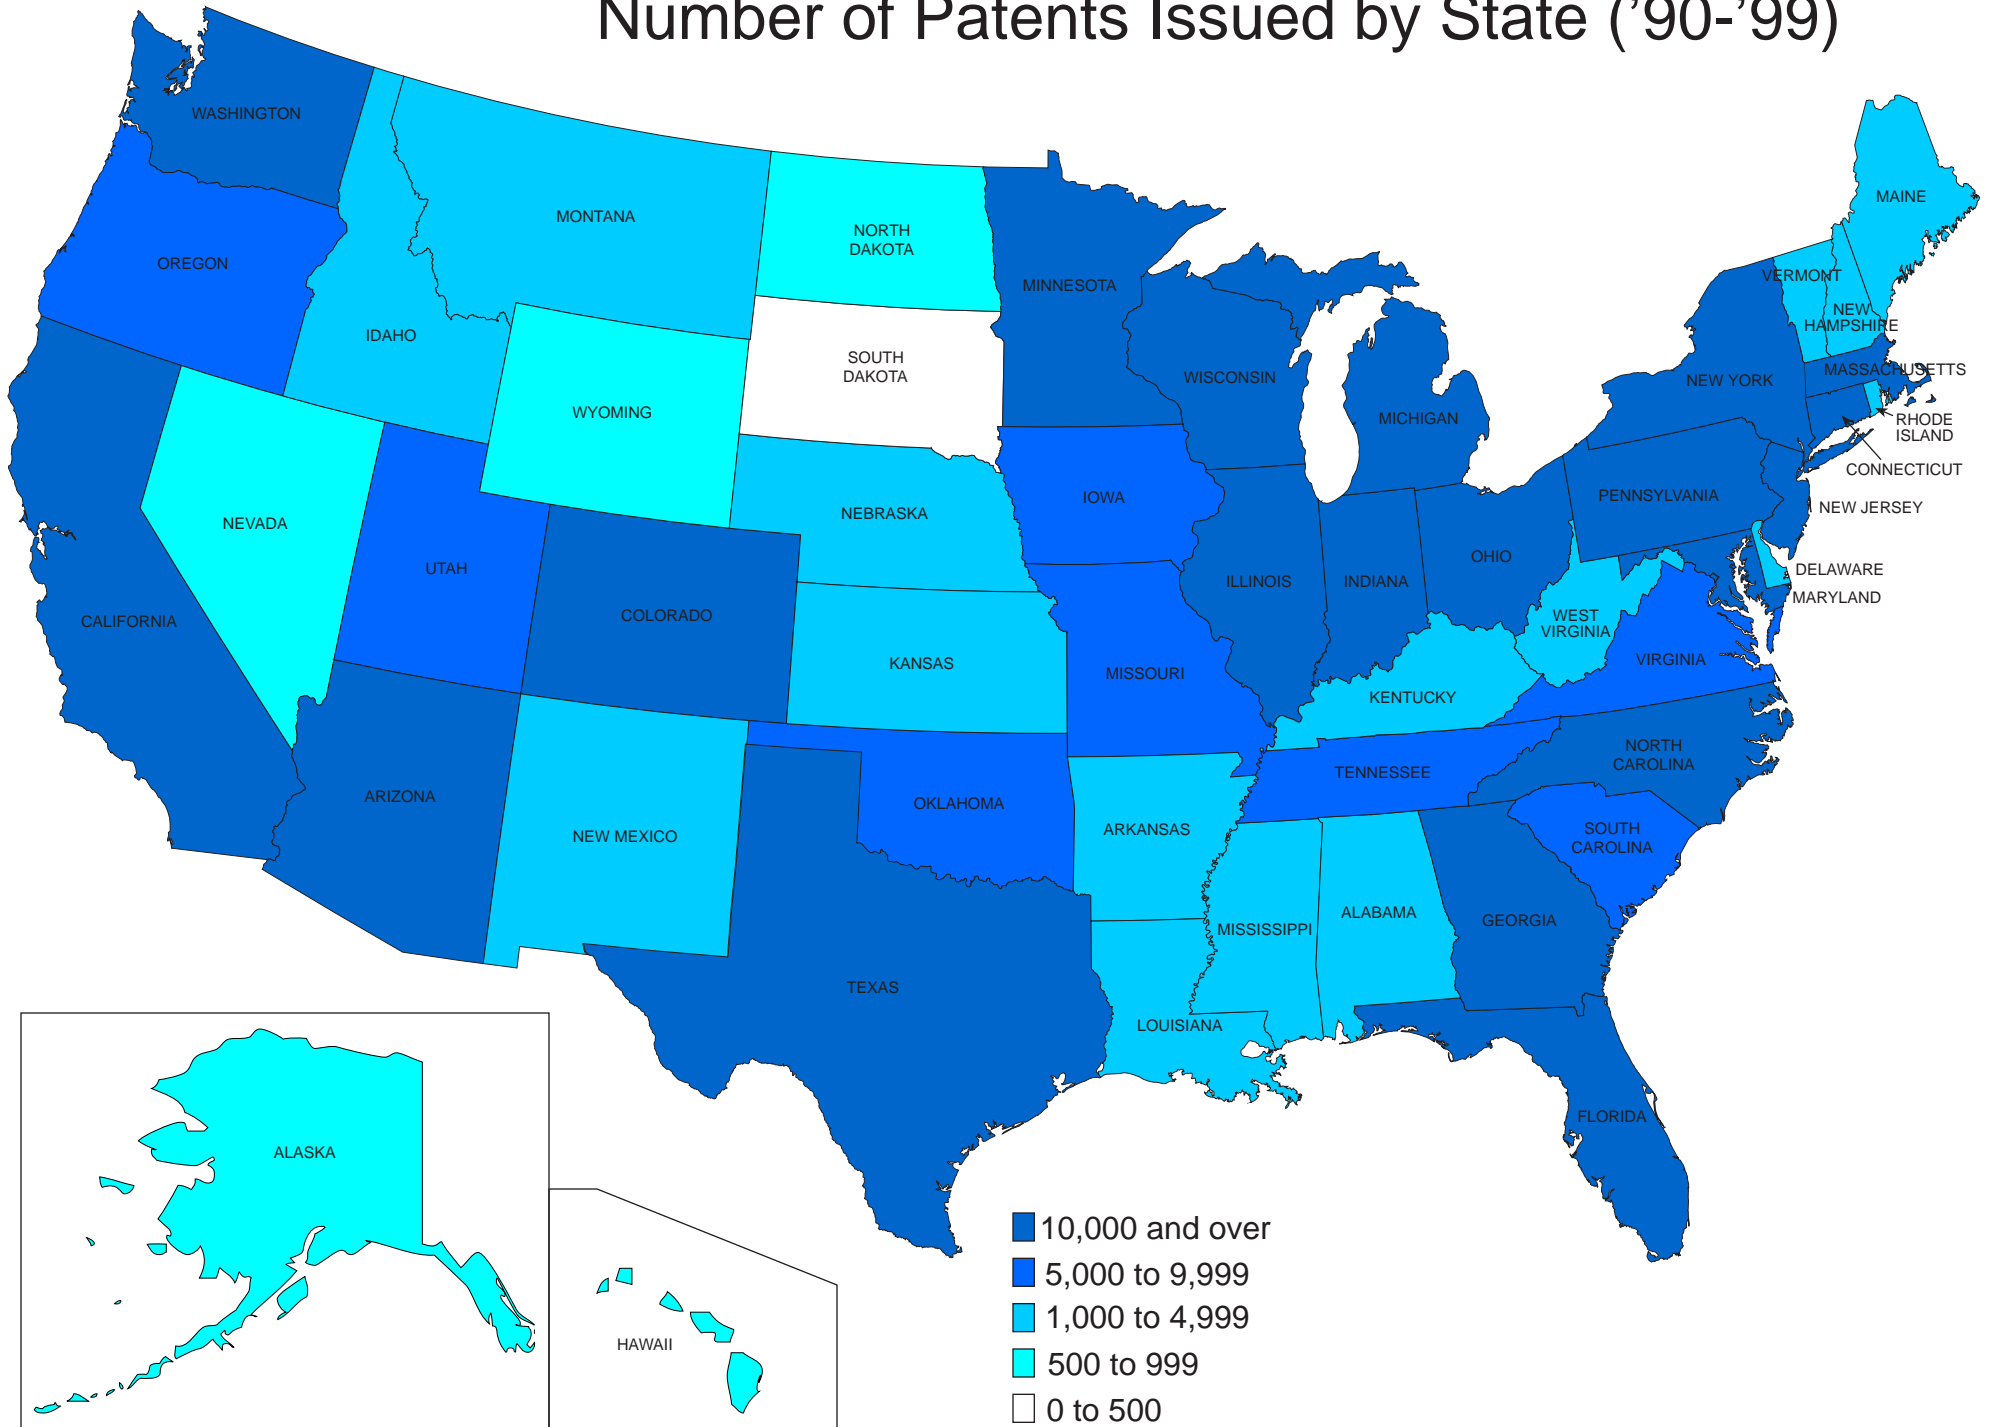 Number of Patents Issued by State (’90-’99)
WASHINGTON
OREGON
CALIFORNIA
NEVADA
IDAHO
MONTANA
WYOMING
UTAH
COLORADO
ARIZONA
NEW MEXICO
NORTH
DAKOTA
SOUTH
DAKOTA
NEBRASKA
KANSAS
OKLAHOMA
TEXAS
MINNESOTA
IOWA
MISSOURI
ARKANSAS
LOUISIANA
WISCONSIN
ILLINOIS
MICHIGAN
INDIANA
OHIO
KENTUCKY
TENNESSEE
MISSISSIPPI
ALABAMA
GEORGIA
FLORIDA
SOUTH
CAROLINA
NORTH
CAROLINA
VIRGINIA
WEST
VIRGINIA
PENNSYLVANIA
NEW YORK
VERMONT
NEW
HAMPSHIRE
MAINE
MASSACHUSETTS
RHODE
ISLAND
CONNECTICUT
NEW JERSEY
DELAWARE
MARYLAND
ALASKA
HAWAII
10,000 and over
5,000 to 9,999
1,000 to 4,999
500 to 999
0 to 500